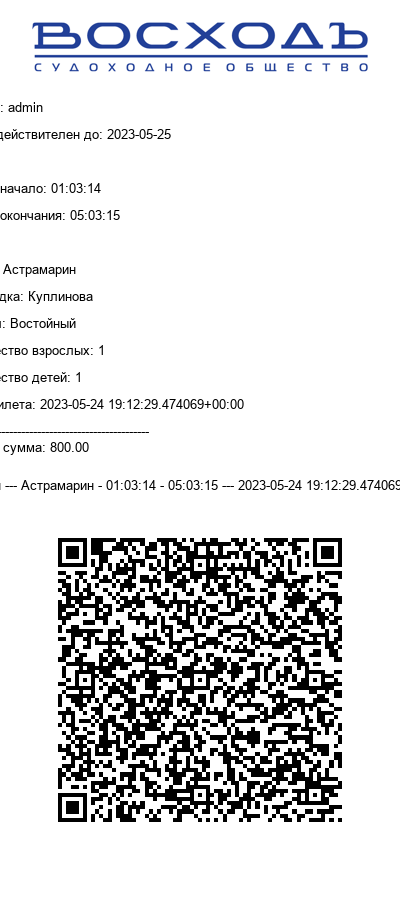 ВОСХОДЪ
СУДОХОДНОЕ ОБЩЕСТВО
: admin
действителен до: 2023-05-25
начало: 01:03:14
окончания: 05:03:15
Астрамарин
дка: Куплинова
: Востойный
ество взрослых: 1
ство детей: 1
илета: 2023-05-24 19:12:29.474069+00:00
--------------------------------------
сумма: 800.00
--- Астрамарин - 01:03:14 - 05:03:15 --- 2023-05-24 19:12:29.474069